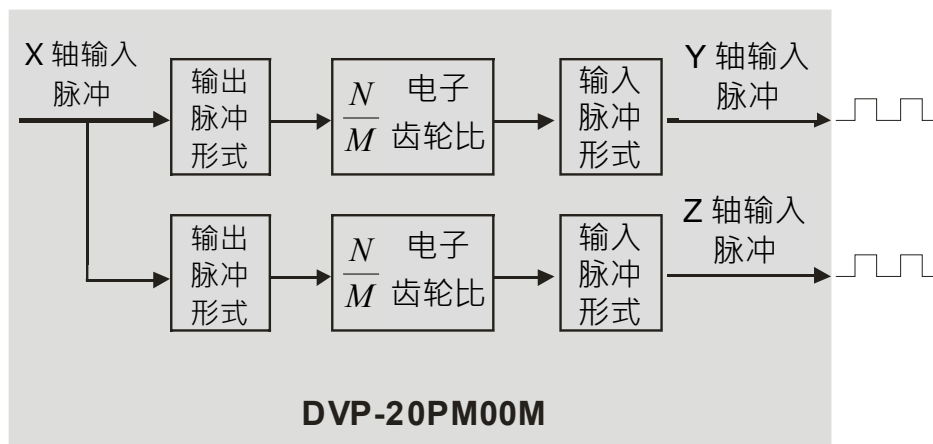 X 轴输入
脉冲
输出
脉冲
形式
N
M
电子
齿轮比
输入
脉冲
形式
Y 轴输入
脉冲
输出
脉冲
形式
N
M
电子
齿轮比
输入
脉冲
形式
Z 轴输入
脉冲
DVP-20PM00M